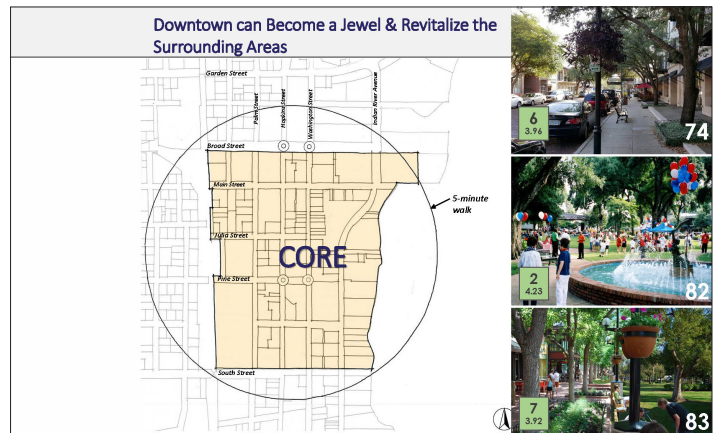 Downtown can Become a Jewel & Revitalize the
Surrounding Areas
Garden Street
Palm Street
Hopkins Street
Washington Street
Indian River Avenue
Broad Street
Main Street
5-minute
walk
Julia Street
CORE
Pine Street
South Street
6
3.96
74
2
4.23
82
7
3.92
83